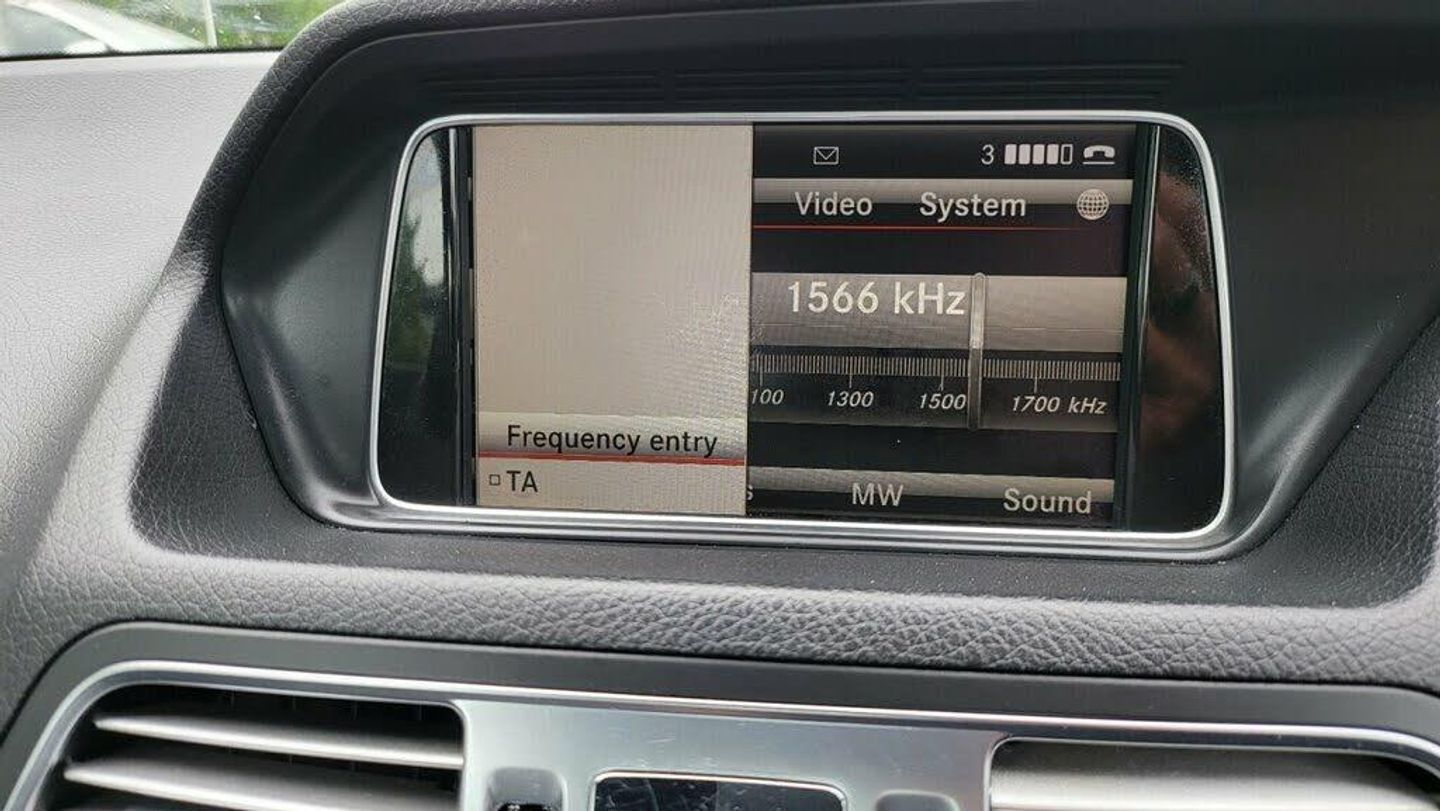 3
Video System
1566 kHz
100 1300 1500 1700 kHz
Frequency entry
TA
s MW Sound